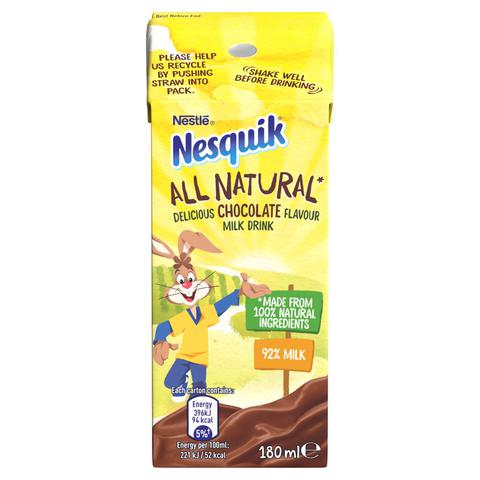 Best Before End
PLEASE HELP
US RECYCLE
BY PUSHING
STRAW INTO
PACK.
SHAKE WELL
BEFORE DRINKING
Nestlé
Nesquik
ALL NATURAL*
DELICIOUS CHOCOLATE FLAVOUR
MILK DRINK
*MADE FROM
100% NATURAL
INGREDIENTS
92% MILK
Each carton contains:
Energy
396kJ
94 kcal
5%†
Energy per 100ml:
221 kJ / 52 kcal
180 ml℮